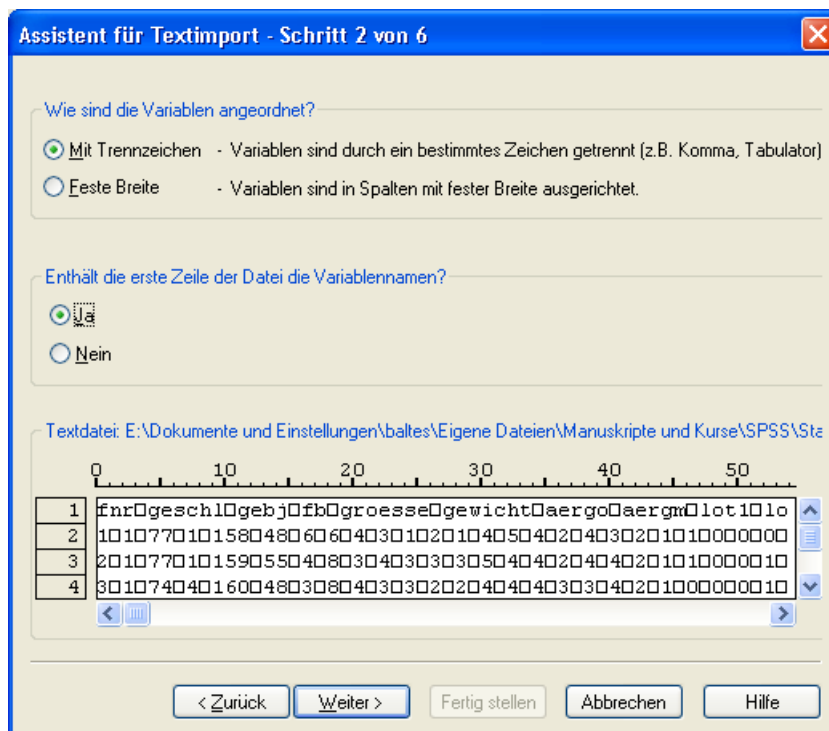 Assistent für Textimport - Schritt 2 von 6
Wie sind die Variablen angeordnet?
Mit Trennzeichen - Variablen sind durch ein bestimmtes Zeichen getrennt (z.B. Komma, Tabulator)
Feste Breite - Variablen sind in Spalten mit fester Breite ausgerichtet.
Enthält die erste Zeile der Datei die Variablennamen?
Ja
Nein
Textdatei: E:\Dokumente und Einstellungen\baltes\Eigene Dateien\Manuskripte und Kurse\SPSS\Sta
0 10 20 30 40 50
1 fnr□geschl□gebj□fb□groesse□gewicht□aergo□aergm□lot1□lo
2 1□1□77□1□158□48□6□6□4□3□1□2□1□4□5□4□2□4□3□2□1□1□0□0□0□0□
3 2□1□77□1□159□55□4□8□3□4□3□3□3□5□4□2□4□4□2□1□1□0□0□0□1□
4 3□1□74□4□160□48□3□8□4□3□3□2□2□4□4□4□3□3□4□2□1□0□0□0□0□1□
< Zurück Weiter > Fertig stellen Abbrechen Hilfe